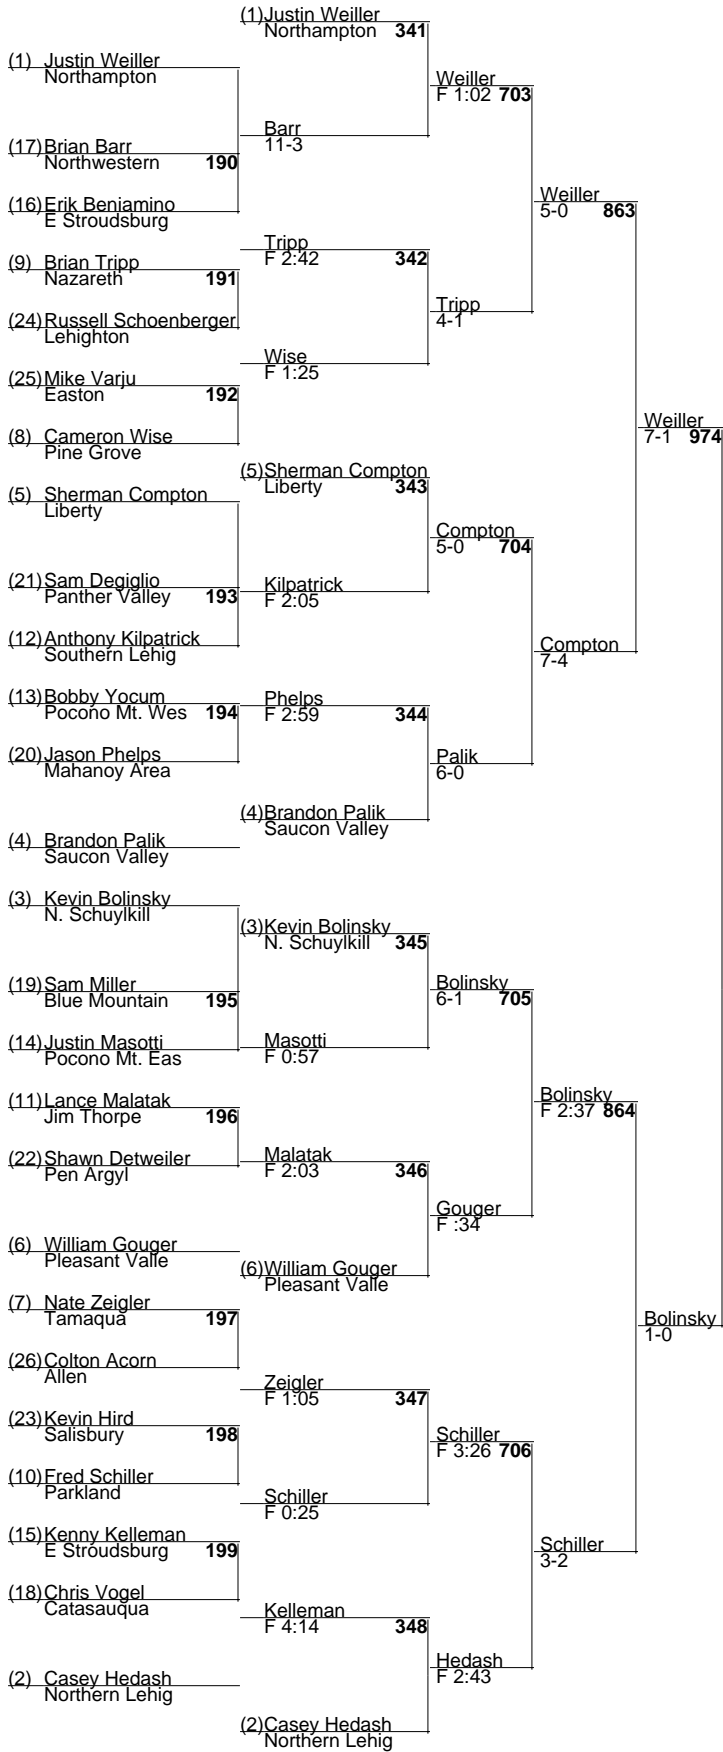 (1) Justin Weiller
Northampton
(17) Brian Barr
Northwestern 190
(16) Erik Beniamino
E Stroudsburg
(9) Brian Tripp
Nazareth 191
(24) Russell Schoenberger
Lehighton
(25) Mike Varju
Easton 192
(8) Cameron Wise
Pine Grove
(5) Sherman Compton
Liberty
(21) Sam Degiglio
Panther Valley 193
(12) Anthony Kilpatrick
Southern Lehig
(13) Bobby Yocum
Pocono Mt. Wes 194
(20) Jason Phelps
Mahanoy Area
(4) Brandon Palik
Saucon Valley
(3) Kevin Bolinsky
N. Schuylkill
(19) Sam Miller
Blue Mountain 195
(14) Justin Masotti
Pocono Mt. Eas
(11) Lance Malatak
Jim Thorpe 196
(22) Shawn Detweiler
Pen Argyl
(6) William Gouger
Pleasant Valle
(7) Nate Zeigler
Tamaqua 197
(26) Colton Acorn
Allen
(23) Kevin Hird
Salisbury 198
(10) Fred Schiller
Parkland
(15) Kenny Kelleman
E Stroudsburg 199
(18) Chris Vogel
Catasauqua
(2) Casey Hedash
Northern Lehig
(1) Justin Weiller
Northampton 341
Barr
11-3
Tripp
F 2:42 342
Wise
F 1:25
(5) Sherman Compton
Liberty 343
Kilpatrick
F 2:05
Phelps
F 2:59 344
(4) Brandon Palik
Saucon Valley
(3) Kevin Bolinsky
N. Schuylkill 345
Masotti
F 0:57
Malatak
F 2:03 346
(6) William Gouger
Pleasant Valle
Zeigler
F 1:05 347
Schiller
F 0:25
Kelleman
F 4:14 348
(2) Casey Hedash
Northern Lehig
Weiller
F 1:02 703
Tripp
4-1
Compton
5-0 704
Palik
6-0
Bolinsky
6-1 705
Gouger
F :34
Schiller
F 3:26 706
Hedash
F 2:43
Weiller
5-0 863
Compton
7-4
Bolinsky
F 2:37 864
Schiller
3-2
Weiller
7-1 974
Bolinsky
1-0